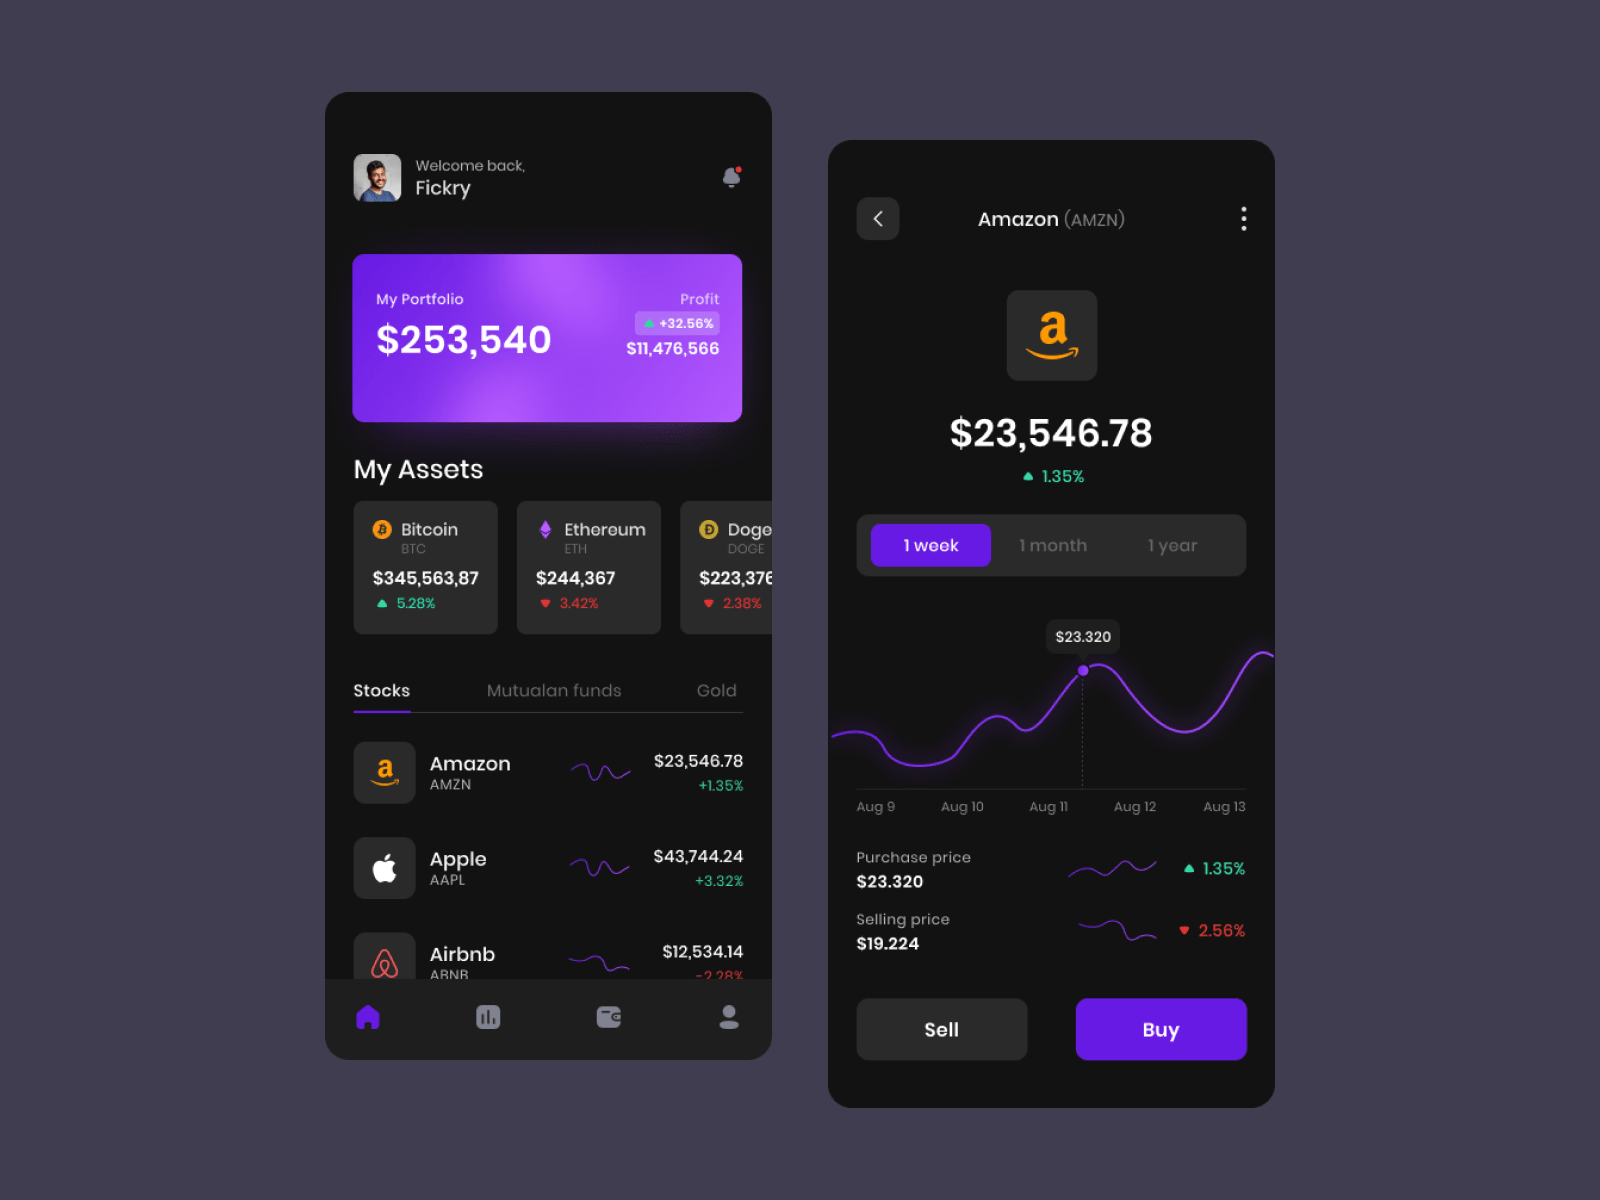 Welcome back,
Fickry
My Portfolio
$253,540
Profit
+32.56%
$11,476,566
My Assets
Bitcoin
BTC
$345,563,87
5.28%
Ethereum
ETH
$244,367
3.42%
Doge
DOGE
$223,376
2.38%
Stocks
Mutualan funds
Gold
Amazon
AMZN
$23,546.78
+1.35%
Apple
AAPL
$43,744.24
+3.32%
Airbnb
ABNB
$12,534.14
-2.28%
Amazon (AMZN)
a
$23,546.78
1.35%
1 week
1 month
1 year
$23.320
Aug 9
Aug 10
Aug 11
Aug 12
Aug 13
Purchase price
$23.320
1.35%
Selling price
$19.224
2.56%
Sell
Buy